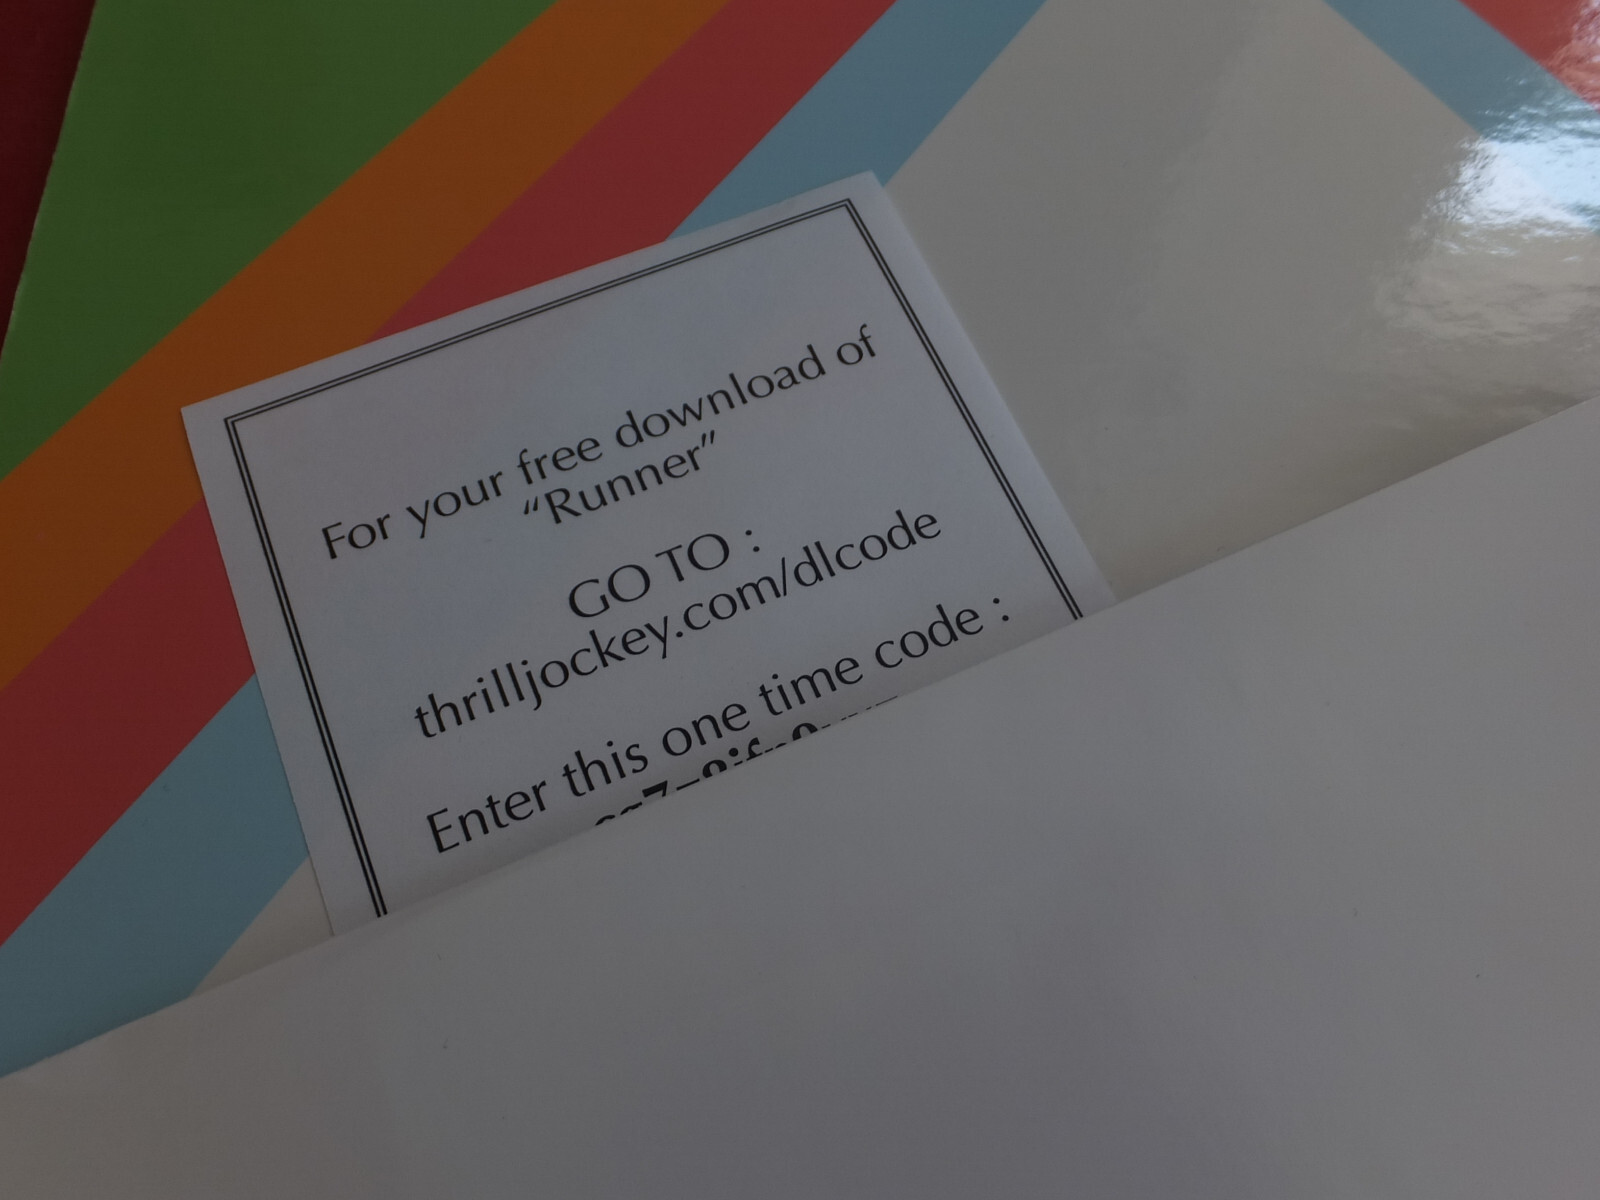 For your free download of
“Runner”
GO TO :
thrilljockey.com/dlcode
Enter this one time code :